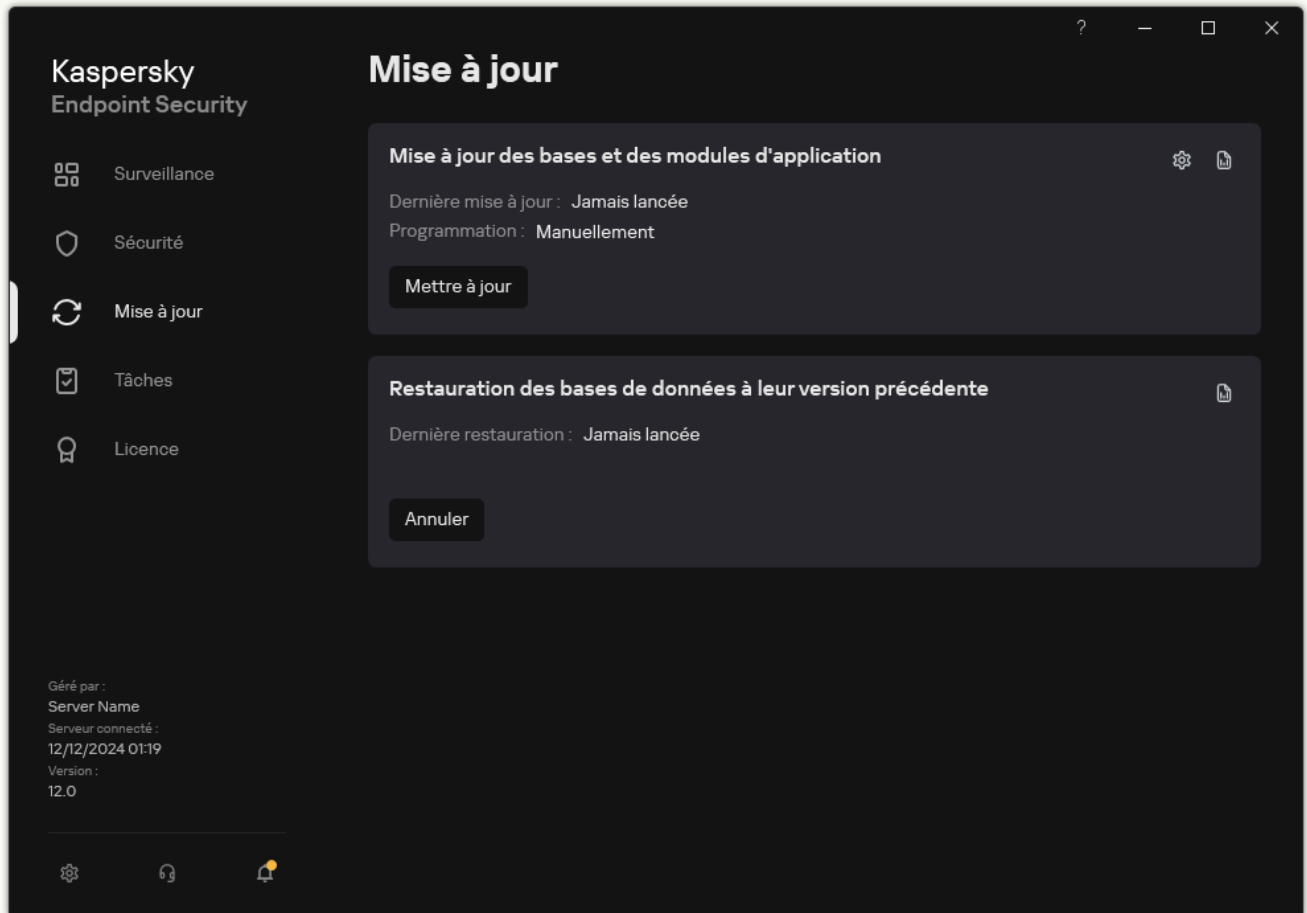 ?
Kaspersky
Endpoint Security
Surveillance
Sécurité
Mise à jour
Tâches
Licence
Géré par :
Server Name
Serveur connecté :
12/12/2024 01:19
Version :
12.0
Mise à jour
Mise à jour des bases et des modules d'application
Dernière mise à jour : Jamais lancée
Programmation : Manuellement
Mettre à jour
Restauration des bases de données à leur version précédente
Dernière restauration : Jamais lancée
Annuler